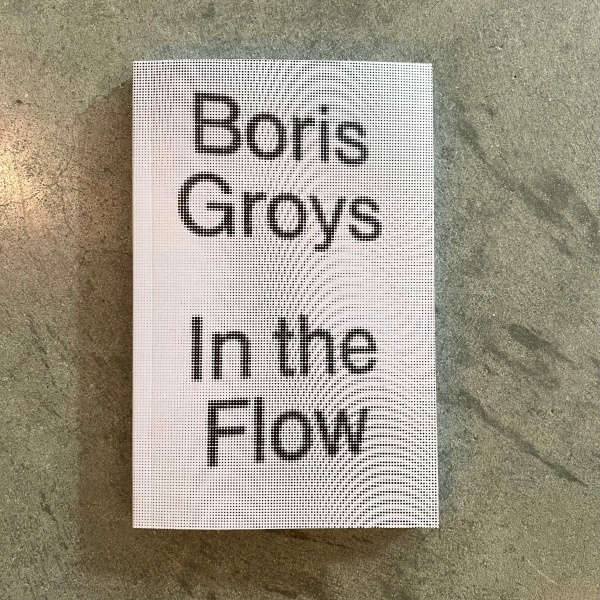 Boris
Groys
In the
Flow